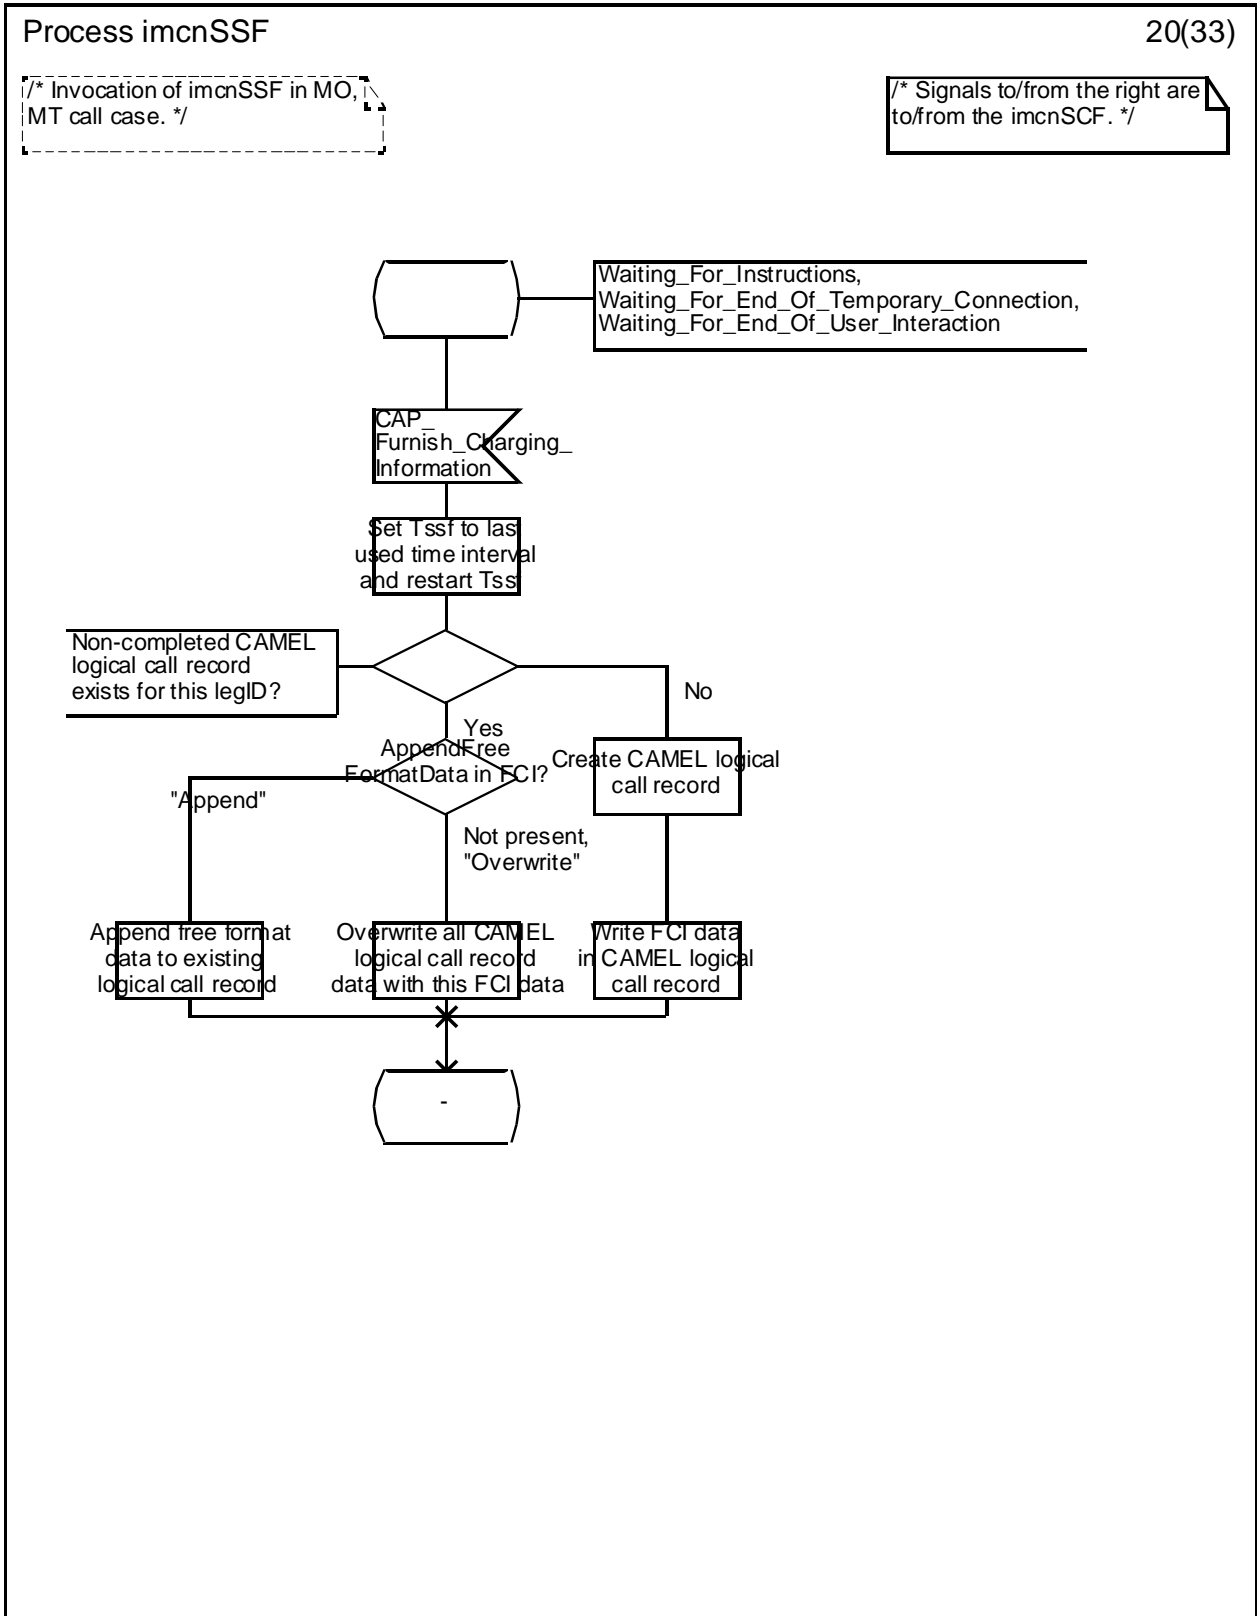 Process imcnSSF
20(33)
/* Invocation of imcnSSF in MO,
MT call case. */
/* Signals to/from the right are
to/from the imcnSCF. */
Waiting_For_Instructions,
Waiting_For_End_Of_Temporary_Connection,
Waiting_For_End_Of_User_Interaction
CAP_
Furnish_Charging_
Information
Set Tssf to last
used time interval
and restart Tssf
Non-completed CAMEL
logical call record
exists for this legID?
No
Yes
AppendFree
FormatData in FCI?
Create CAMEL logical
call record
"Append"
Not present,
"Overwrite"
Append free format
data to existing
logical call record
Overwrite all CAMEL
logical call record
data with this FCI data
Write FCI data
in CAMEL logical
call record
-